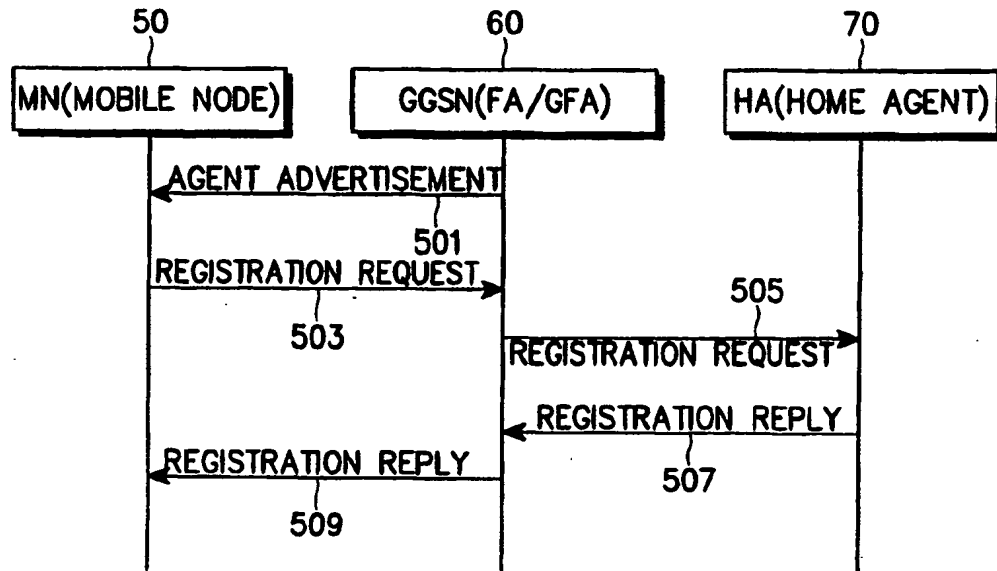 50
60
70
MN(MOBILE NODE)
GGSN(FA/GFA)
HA(HOME AGENT)
AGENT ADVERTISEMENT
501
REGISTRATION REQUEST
503
505
REGISTRATION REQUEST
REGISTRATION REPLY
507
REGISTRATION REPLY
509